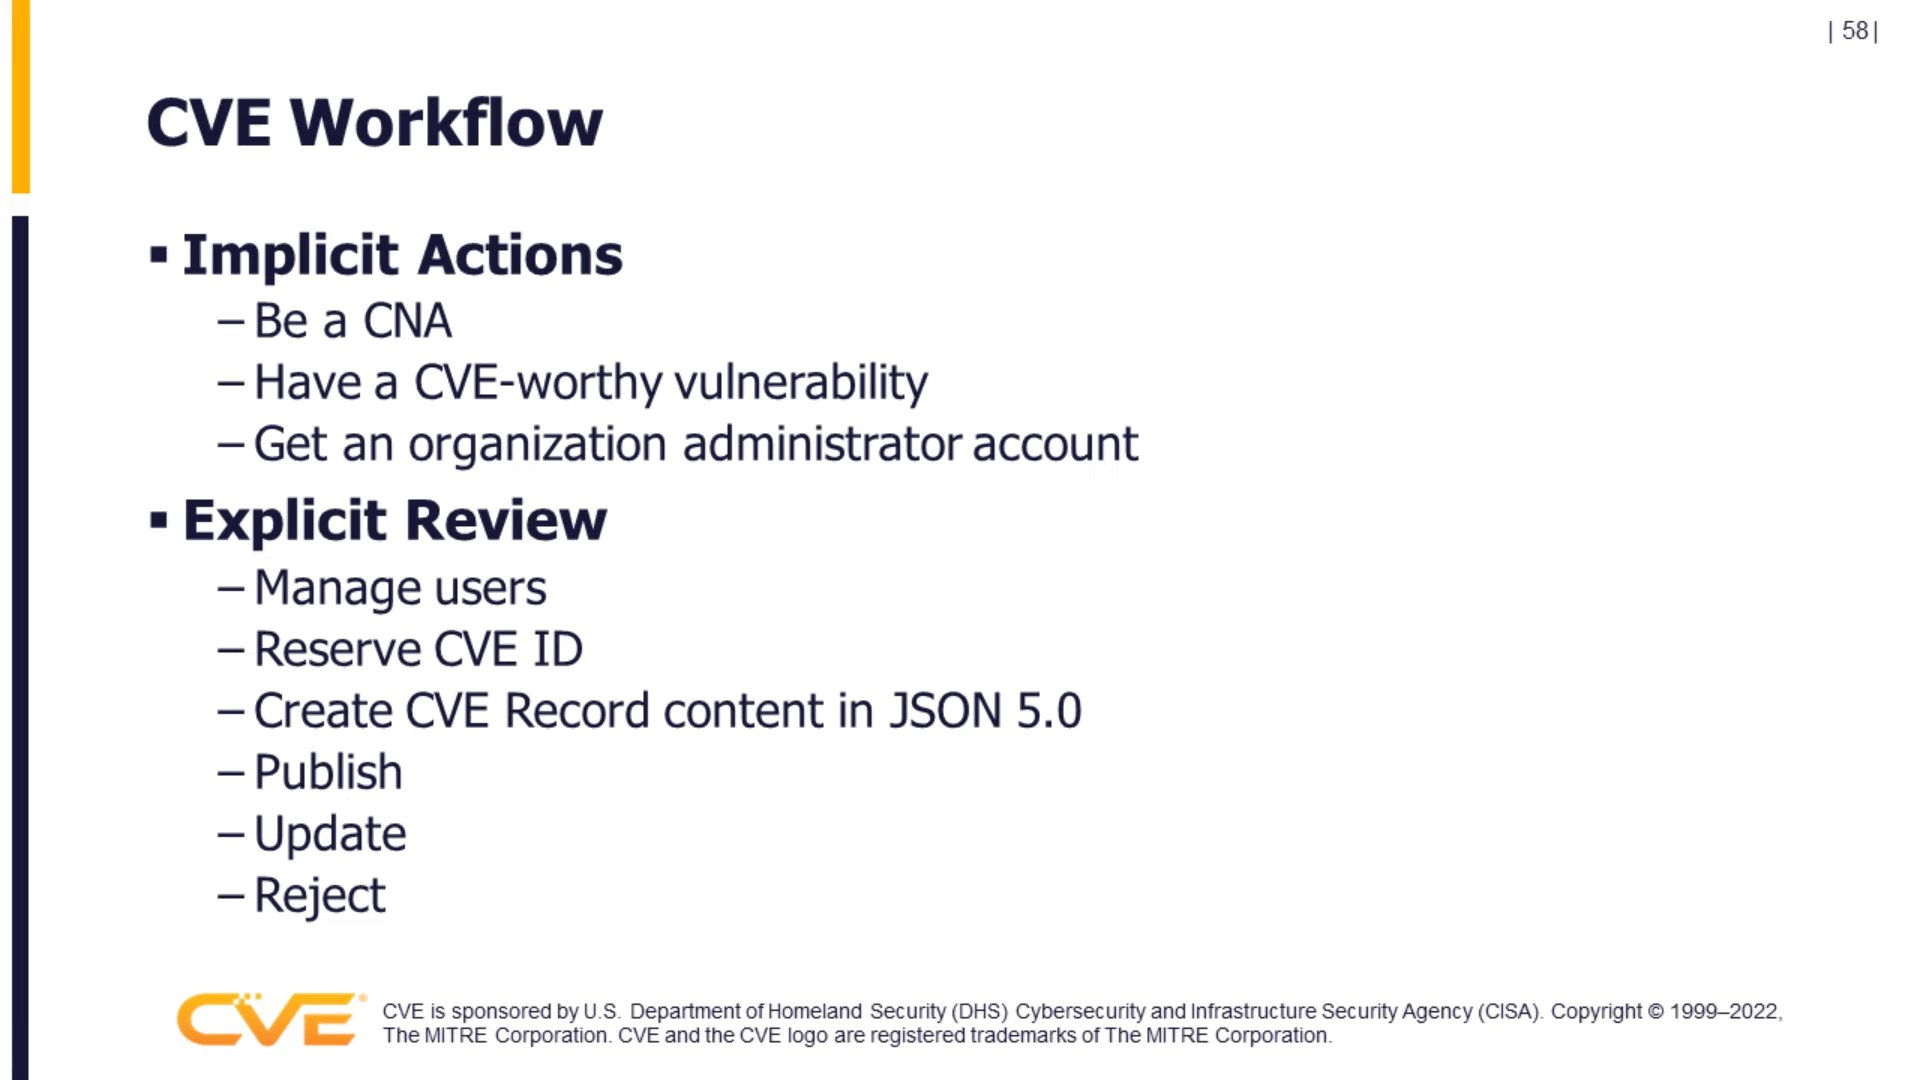 | 58 |
CVE Workflow
▪ Implicit Actions
– Be a CNA
– Have a CVE-worthy vulnerability
– Get an organization administrator account
▪ Explicit Review
– Manage users
– Reserve CVE ID
– Create CVE Record content in JSON 5.0
– Publish
– Update
– Reject
CVE®
CVE is sponsored by U.S. Department of Homeland Security (DHS) Cybersecurity and Infrastructure Security Agency (CISA). Copyright © 1999–2022,
The MITRE Corporation. CVE and the CVE logo are registered trademarks of The MITRE Corporation.